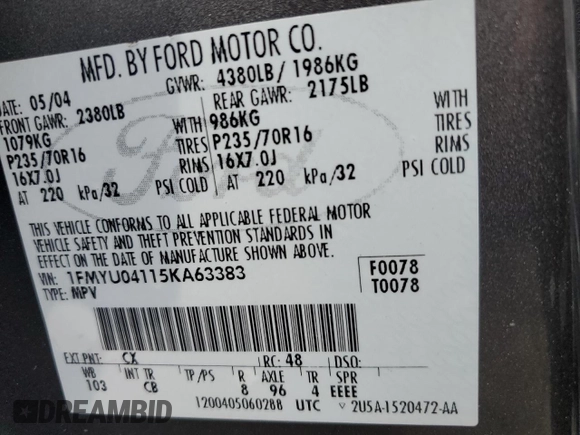 MFD. BY FORD MOTOR CO.
DATE: 05/04 GVWR: 4380LB/ 1986KG
FRONT GAWR: 2380LB REAR GAWR: 2175LB
1079KG WITH 986KG WITH
P235/70R16 TIRES P235/70R16 TIRES
16X7.0J RIMS 16X7.0J RIMS
AT 220 kPa/32 PSI COLD AT 220 kPa/32 PSI COLD
THIS VEHICLE CONFORMS TO ALL APPLICABLE FEDERAL MOTOR
VEHICLE SAFETY AND THEFT PREVENTION STANDARDS IN
EFFECT ON THE DATE OF MANUFACTURE SHOWN ABOVE.
VIN: 1FMYU04115KA63383 F0078
TYPE: MPV T0078
EXT PNT: CX RC: 48 DSO:
WB INT TR TP/PS R AXLE TR SPR
103 CB 8 96 4 EEEE
1200405060288 UTC 2U5A-1520472-AA
Ford
DREAMBID